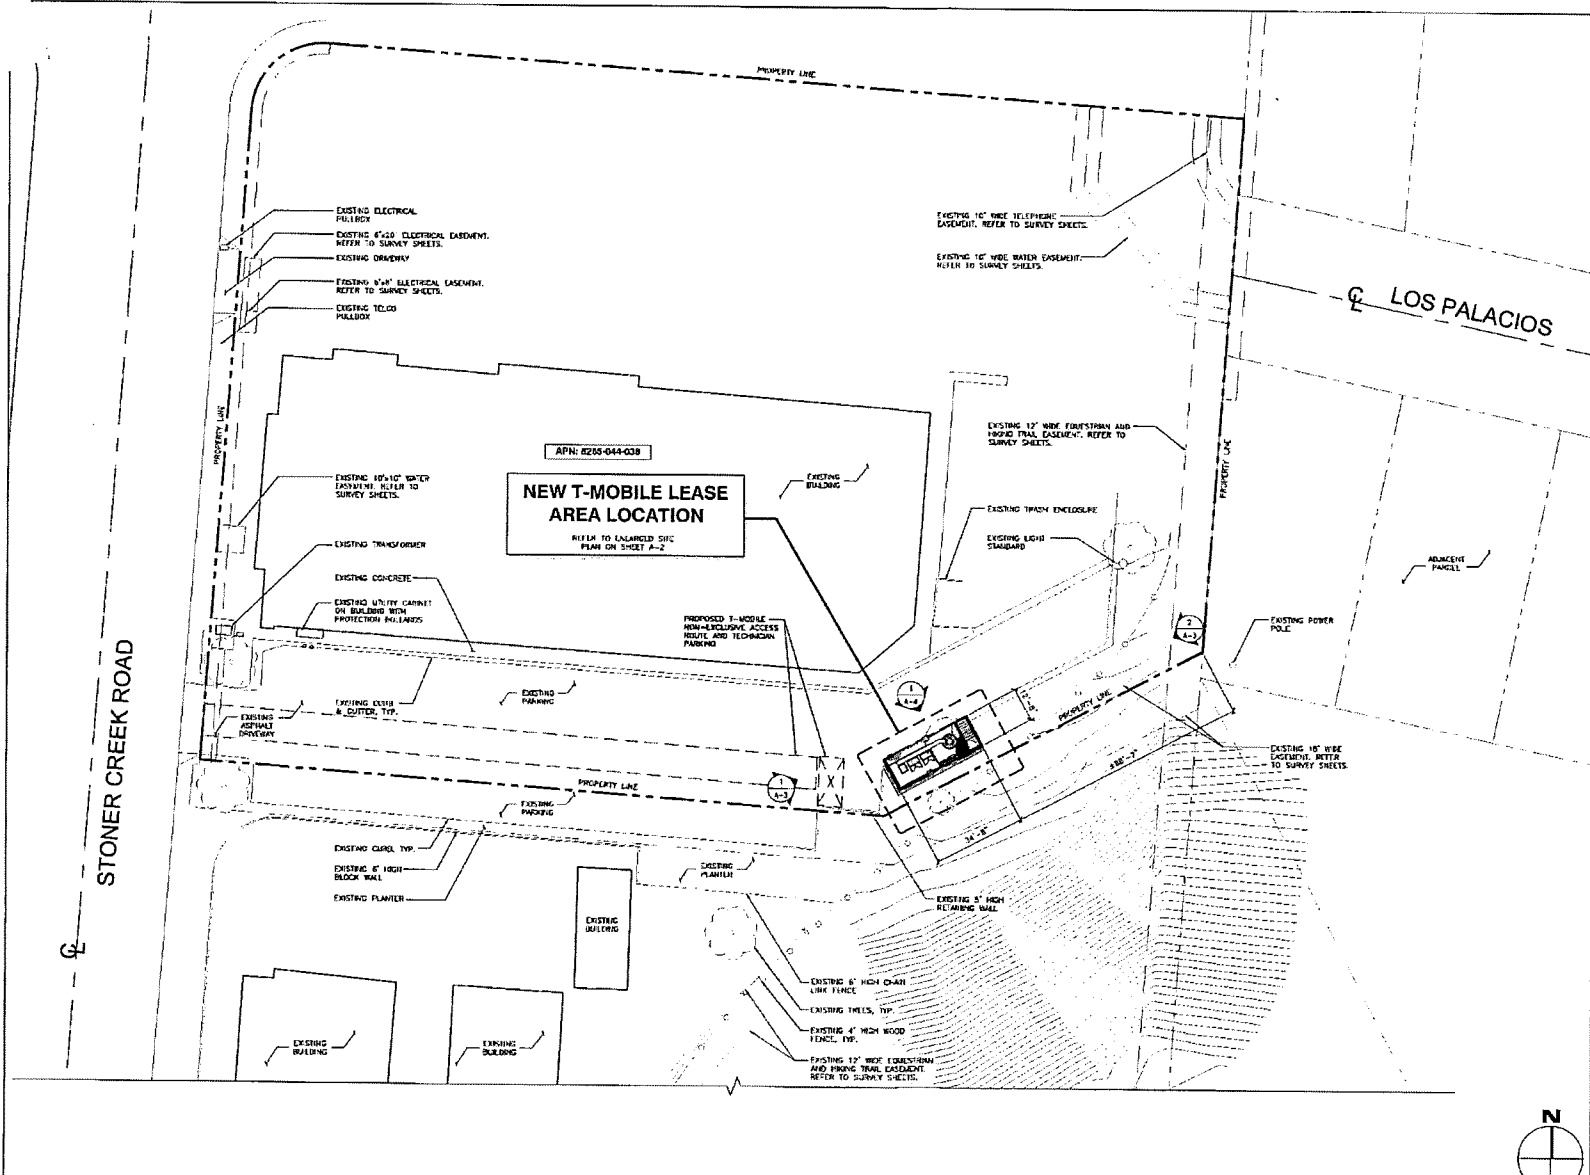 PROPERTY LINE
EXISTING ELECTRICAL
PULLBOX
EXISTING 6'x20' ELECTRICAL EASEMENT.
REFER TO SURVEY SHEETS.
EXISTING DRIVEWAY
EXISTING 6'x8' ELECTRICAL EASEMENT.
REFER TO SURVEY SHEETS.
EXISTING TELCO
PULLBOX
EXISTING 10' WIDE TELEPHONE
EASEMENT. REFER TO SURVEY SHEETS.
EXISTING 10' WIDE WATER EASEMENT.
REFER TO SURVEY SHEETS.
LOS PALACIOS
PROPERTY LINE
APN: 8265-044-038
NEW T-MOBILE LEASE
AREA LOCATION
REFER TO ENLARGED SITE
PLAN ON SHEET A-2
EXISTING
BUILDING
EXISTING 12' WIDE EQUESTRIAN AND
HIKING TRAIL EASEMENT. REFER TO
SURVEY SHEETS.
PROPERTY LINE
EXISTING 10'x10' WATER
EASEMENT. REFER TO
SURVEY SHEETS.
EXISTING TRASH ENCLOSURE
EXISTING LIGHT
STANDARD
EXISTING TRANSFORMER
EXISTING CONCRETE
EXISTING UTILITY CABINET
ON BUILDING WITH
PROTECTION BOLLARDS
ADJACENT
PARCEL
PROPOSED T-MOBILE
NON-EXCLUSIVE ACCESS
ROUTE AND TECHNICIAN
PARKING
2
A-3
EXISTING POWER
POLE
STONER CREEK ROAD
EXISTING
PARKING
1
A-4
12'-8"
PROPERTY LINE
EXISTING CURB
& GUTTER, TYP.
EXISTING
ASPHALT
DRIVEWAY
EXISTING 16' WIDE
EASEMENT. REFER
TO SURVEY SHEETS.
PROPERTY LINE
1
A-3
X
EXISTING
PARKING
34'-8"
EXISTING CURB, TYP.
EXISTING 6' HIGH
BLOCK WALL
EXISTING PLANTER
EXISTING
PLANTER
EXISTING 5' HIGH
RETAINING WALL
EXISTING
BUILDING
EXISTING 6' HIGH CHAIN
LINK FENCE
EXISTING TREES, TYP.
EXISTING 4' HIGH WOOD
FENCE, TYP.
EXISTING 12' WIDE EQUESTRIAN
AND HIKING TRAIL EASEMENT.
REFER TO SURVEY SHEETS.
EXISTING
BUILDING
EXISTING
BUILDING
N